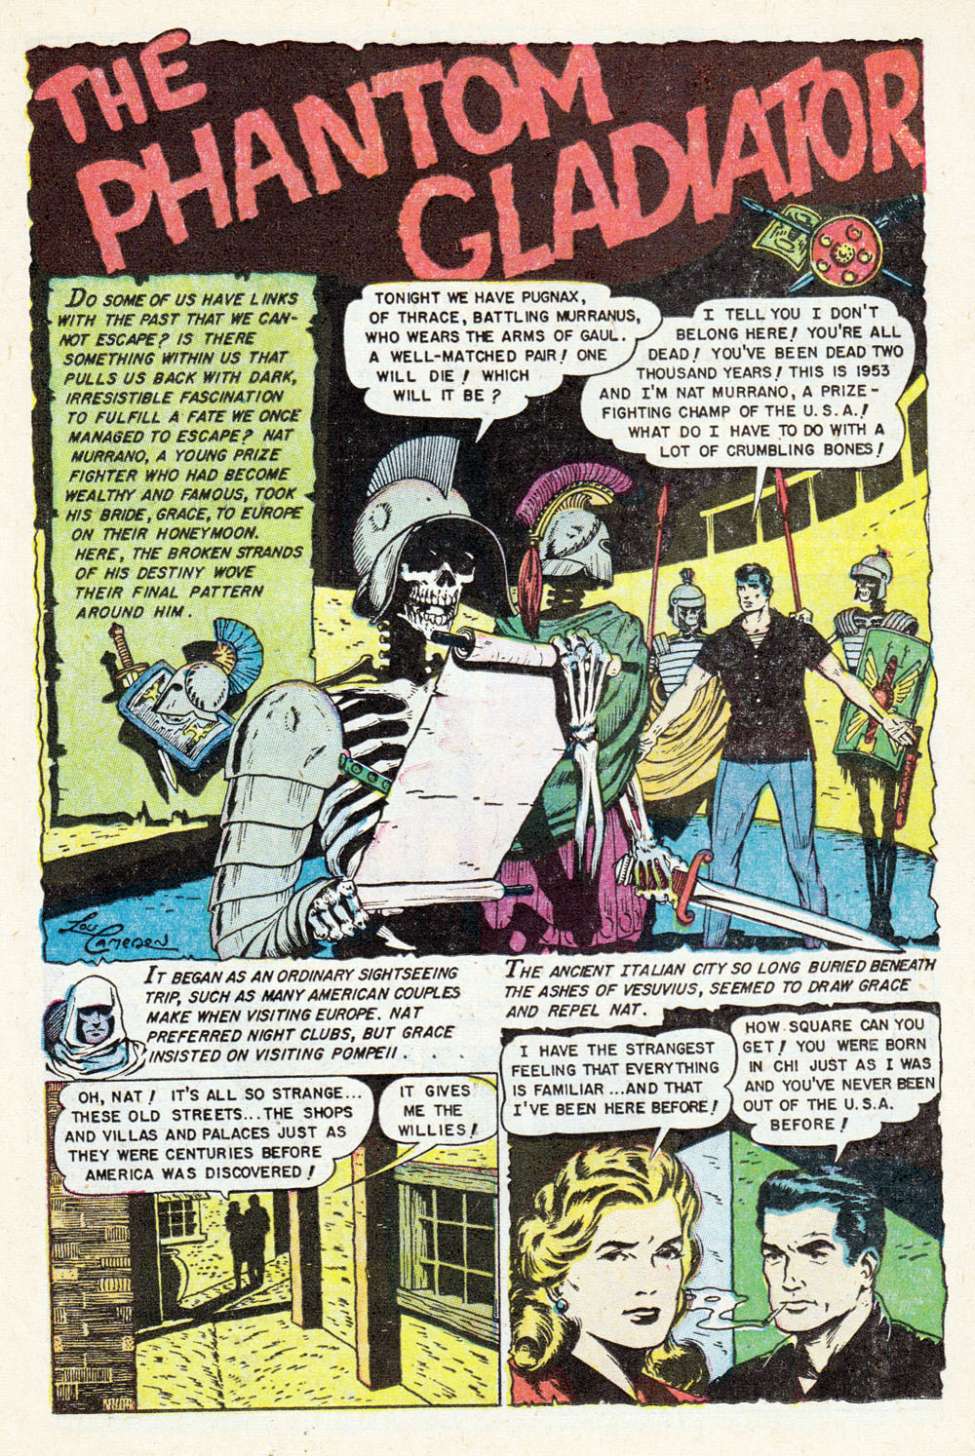 THE
PHANTOM
GLADIATOR
DO SOME OF US HAVE LINKS
WITH THE PAST THAT WE CAN-
NOT ESCAPE? IS THERE
SOMETHING WITHIN US THAT
PULLS US BACK WITH DARK,
IRRESISTIBLE FASCINATION
TO FULFILL A FATE WE ONCE
MANAGED TO ESCAPE? NAT
MURRANO, A YOUNG PRIZE
FIGHTER WHO HAD BECOME
WEALTHY AND FAMOUS, TOOK
HIS BRIDE, GRACE, TO EUROPE
ON THEIR HONEYMOON.
HERE, THE BROKEN STRANDS
OF HIS DESTINY WOVE
THEIR FINAL PATTERN
AROUND HIM.
TONIGHT WE HAVE PUGNAX,
OF THRACE, BATTLING MURRANUS,
WHO WEARS THE ARMS OF GAUL.
A WELL-MATCHED PAIR! ONE
WILL DIE! WHICH
WILL IT BE?
I TELL YOU I DON'T
BELONG HERE! YOU'RE ALL
DEAD! YOU'VE BEEN DEAD TWO
THOUSAND YEARS! THIS IS 1953
AND I'M NAT MURRANO, A PRIZE-
FIGHTING CHAMP OF THE U.S.A.!
WHAT DO I HAVE TO DO WITH A
LOT OF CRUMBLING BONES!
Lou
Cameron
IT BEGAN AS AN ORDINARY SIGHTSEEING
TRIP, SUCH AS MANY AMERICAN COUPLES
MAKE WHEN VISITING EUROPE. NAT
PREFERRED NIGHT CLUBS, BUT GRACE
INSISTED ON VISITING POMPEII . . . .
OH, NAT! IT'S ALL SO STRANGE...
THESE OLD STREETS...THE SHOPS
AND VILLAS AND PALACES JUST AS
THEY WERE CENTURIES BEFORE
AMERICA WAS DISCOVERED!
IT GIVES
ME THE
WILLIES!
THE ANCIENT ITALIAN CITY SO LONG BURIED BENEATH
THE ASHES OF VESUVIUS, SEEMED TO DRAW GRACE
AND REPEL NAT.
I HAVE THE STRANGEST
FEELING THAT EVERYTHING
IS FAMILIAR...AND THAT
I'VE BEEN HERE BEFORE!
HOW SQUARE CAN YOU
GET! YOU WERE BORN
IN CHI JUST AS I WAS
AND YOU'VE NEVER BEEN
OUT OF THE U.S.A.
BEFORE!